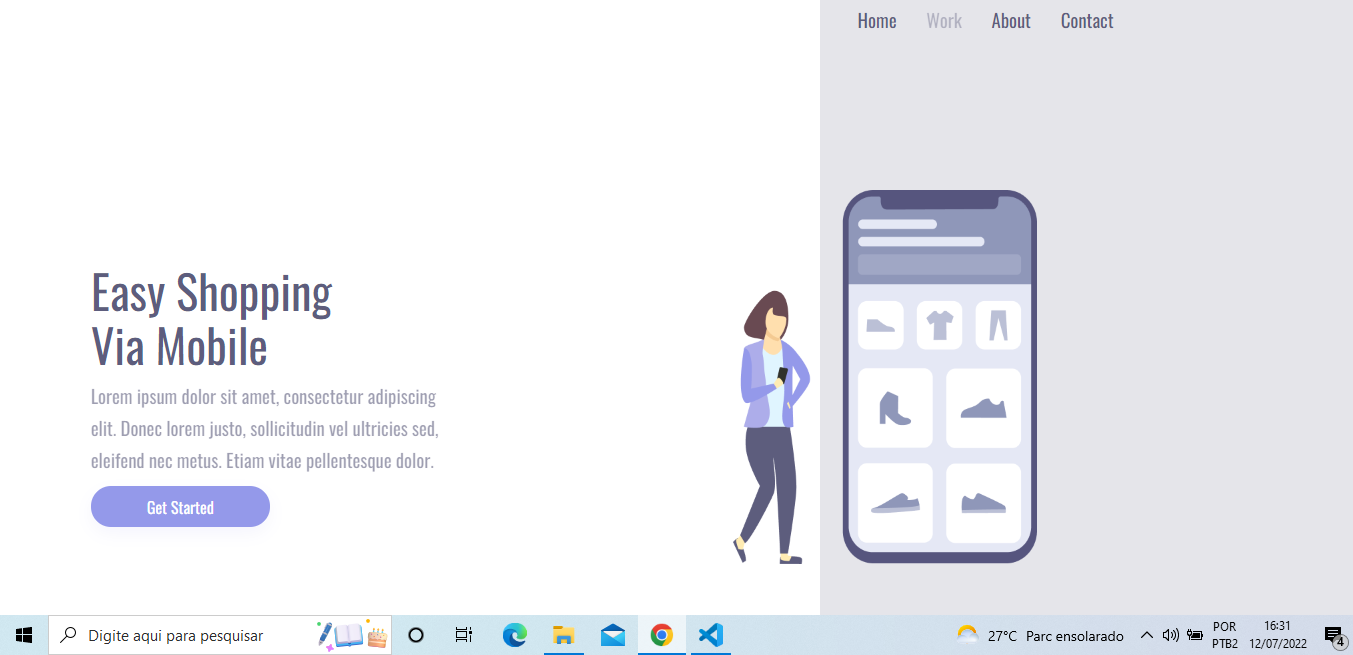 Home Work About Contact
Easy Shopping
Via Mobile
Lorem ipsum dolor sit amet, consectetur adipiscing
elit. Donec lorem justo, sollicitudin vel ultricies sed,
eleifend nec metus. Etiam vitae pellentesque dolor.
Get Started
Digite aqui para pesquisar
27°C Parc ensolarado
POR
PTB2
16:31
12/07/2022
4